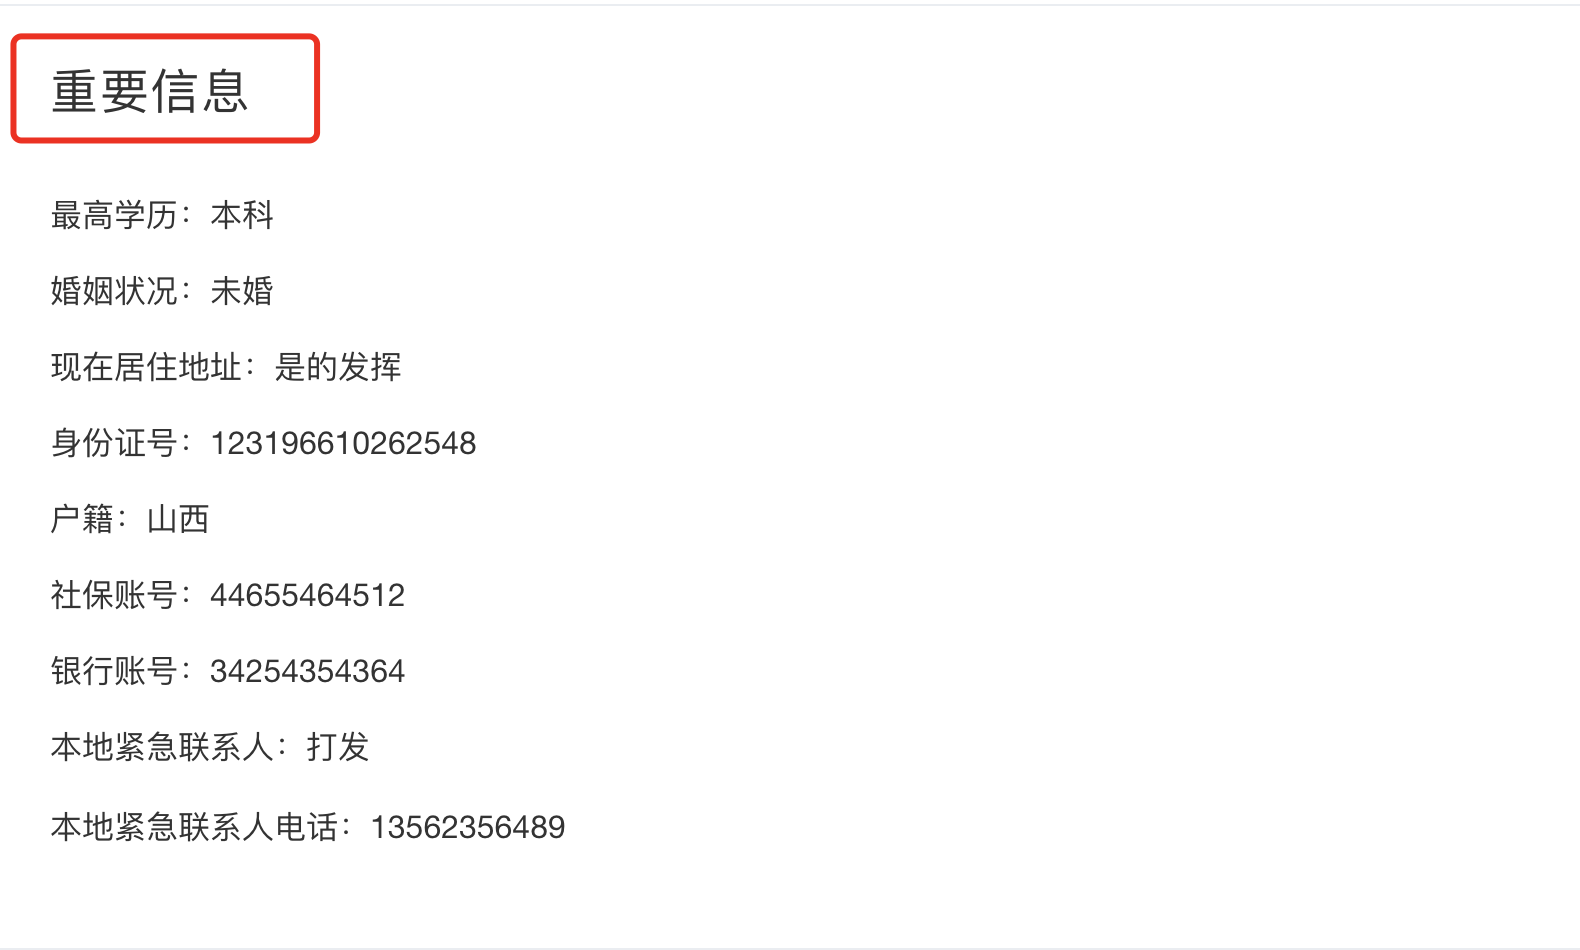 重要信息
最高学历：本科
婚姻状况：未婚
现在居住地址：是的发挥
身份证号：123196610262548
户籍：山西
社保账号：44655464512
银行账号：34254354364
本地紧急联系人：打发
本地紧急联系人电话：13562356489